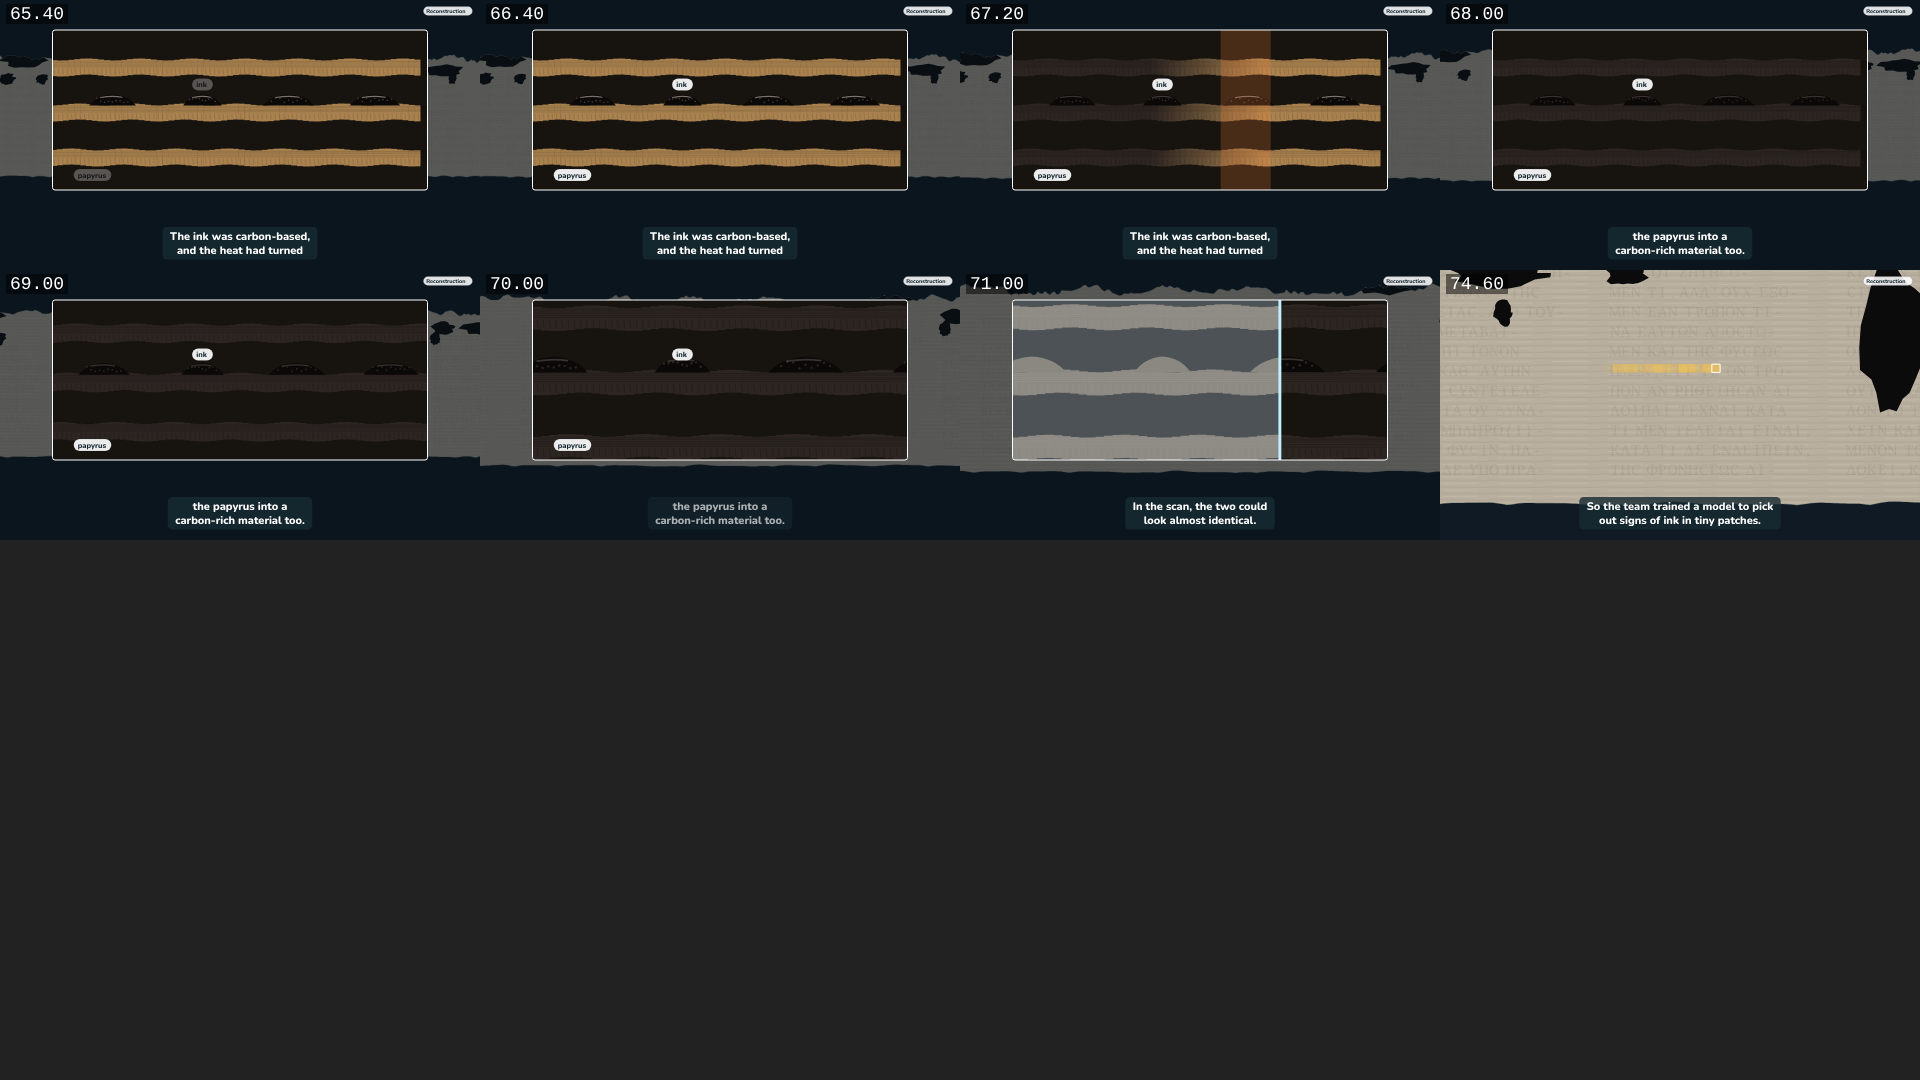 65.40
Reconstruction
ink
papyrus
The ink was carbon-based,
and the heat had turned
66.40
Reconstruction
ink
papyrus
The ink was carbon-based,
and the heat had turned
67.20
Reconstruction
ink
papyrus
The ink was carbon-based,
and the heat had turned
68.00
Reconstruction
ink
papyrus
the papyrus into a
carbon-rich material too.
69.00
Reconstruction
ink
papyrus
the papyrus into a
carbon-rich material too.
70.00
ink
papyrus
the papyrus into a
carbon-rich material too.
71.00
Reconstruction
In the scan, the two could
look almost identical.
74.60
Reconstruction
So the team trained a model to pick
out signs of ink in tiny patches.